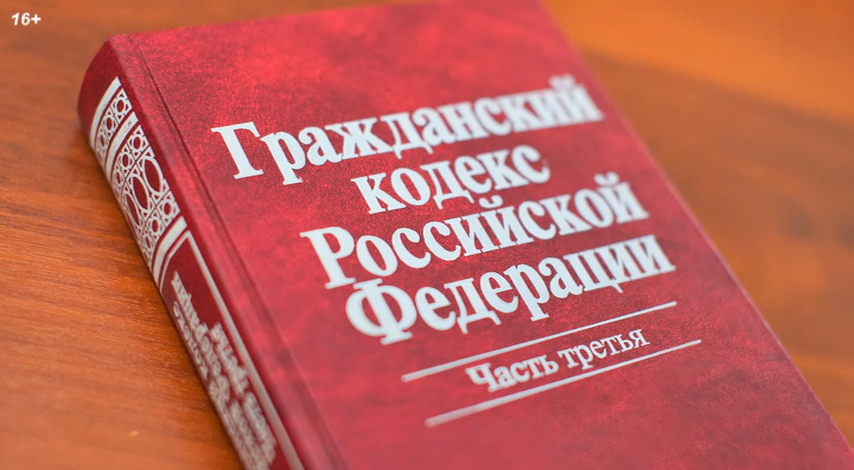 16+
Гражданский
кодекс
Российской
Федерации
Часть третья